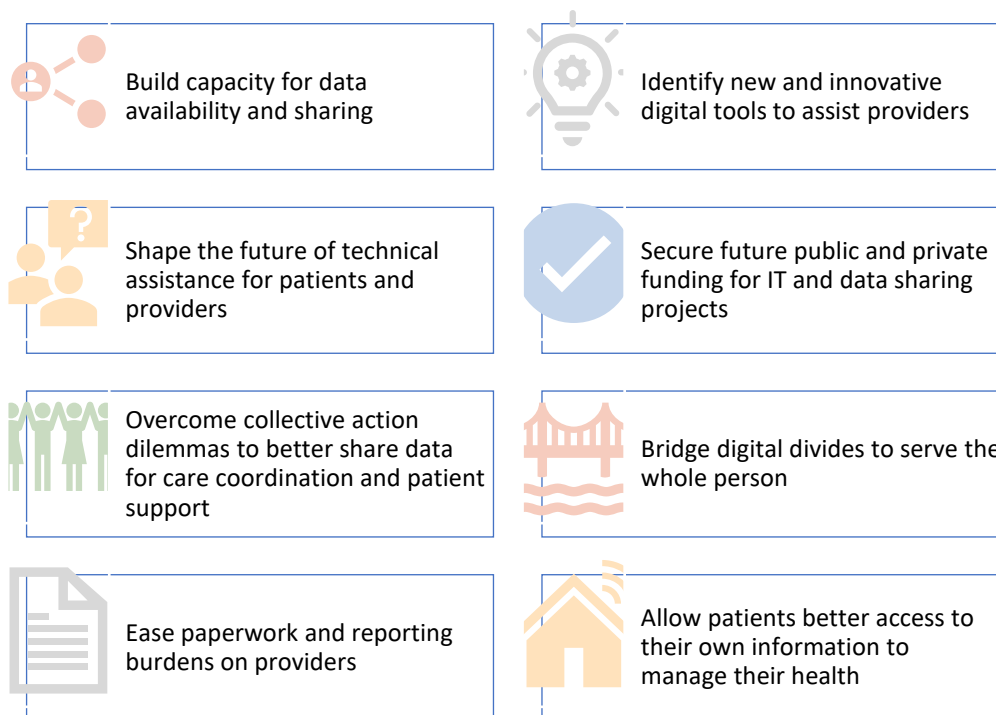 Build capacity for data
availability and sharing
Identify new and innovative
digital tools to assist providers
?
Shape the future of technical
assistance for patients and
providers
Secure future public and private
funding for IT and data sharing
projects
Overcome collective action
dilemmas to better share data
for care coordination and patient
support
Bridge digital divides to serve the
whole person
Ease paperwork and reporting
burdens on providers
Allow patients better access to
their own information to
manage their health